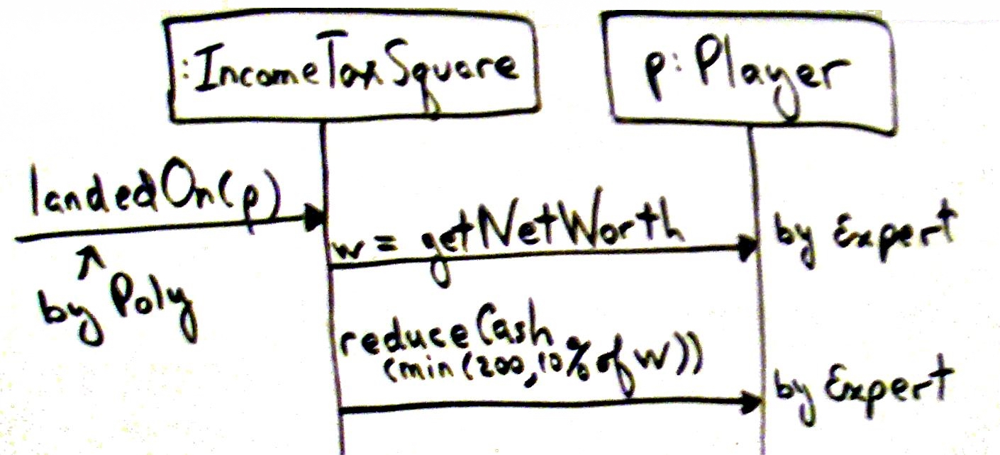 :IncomeTaxSquare
p:Player
landedOn(p)
by Poly
w = getNetWorth
by Expert
reduceCash
(min(200,10% of w))
by Expert